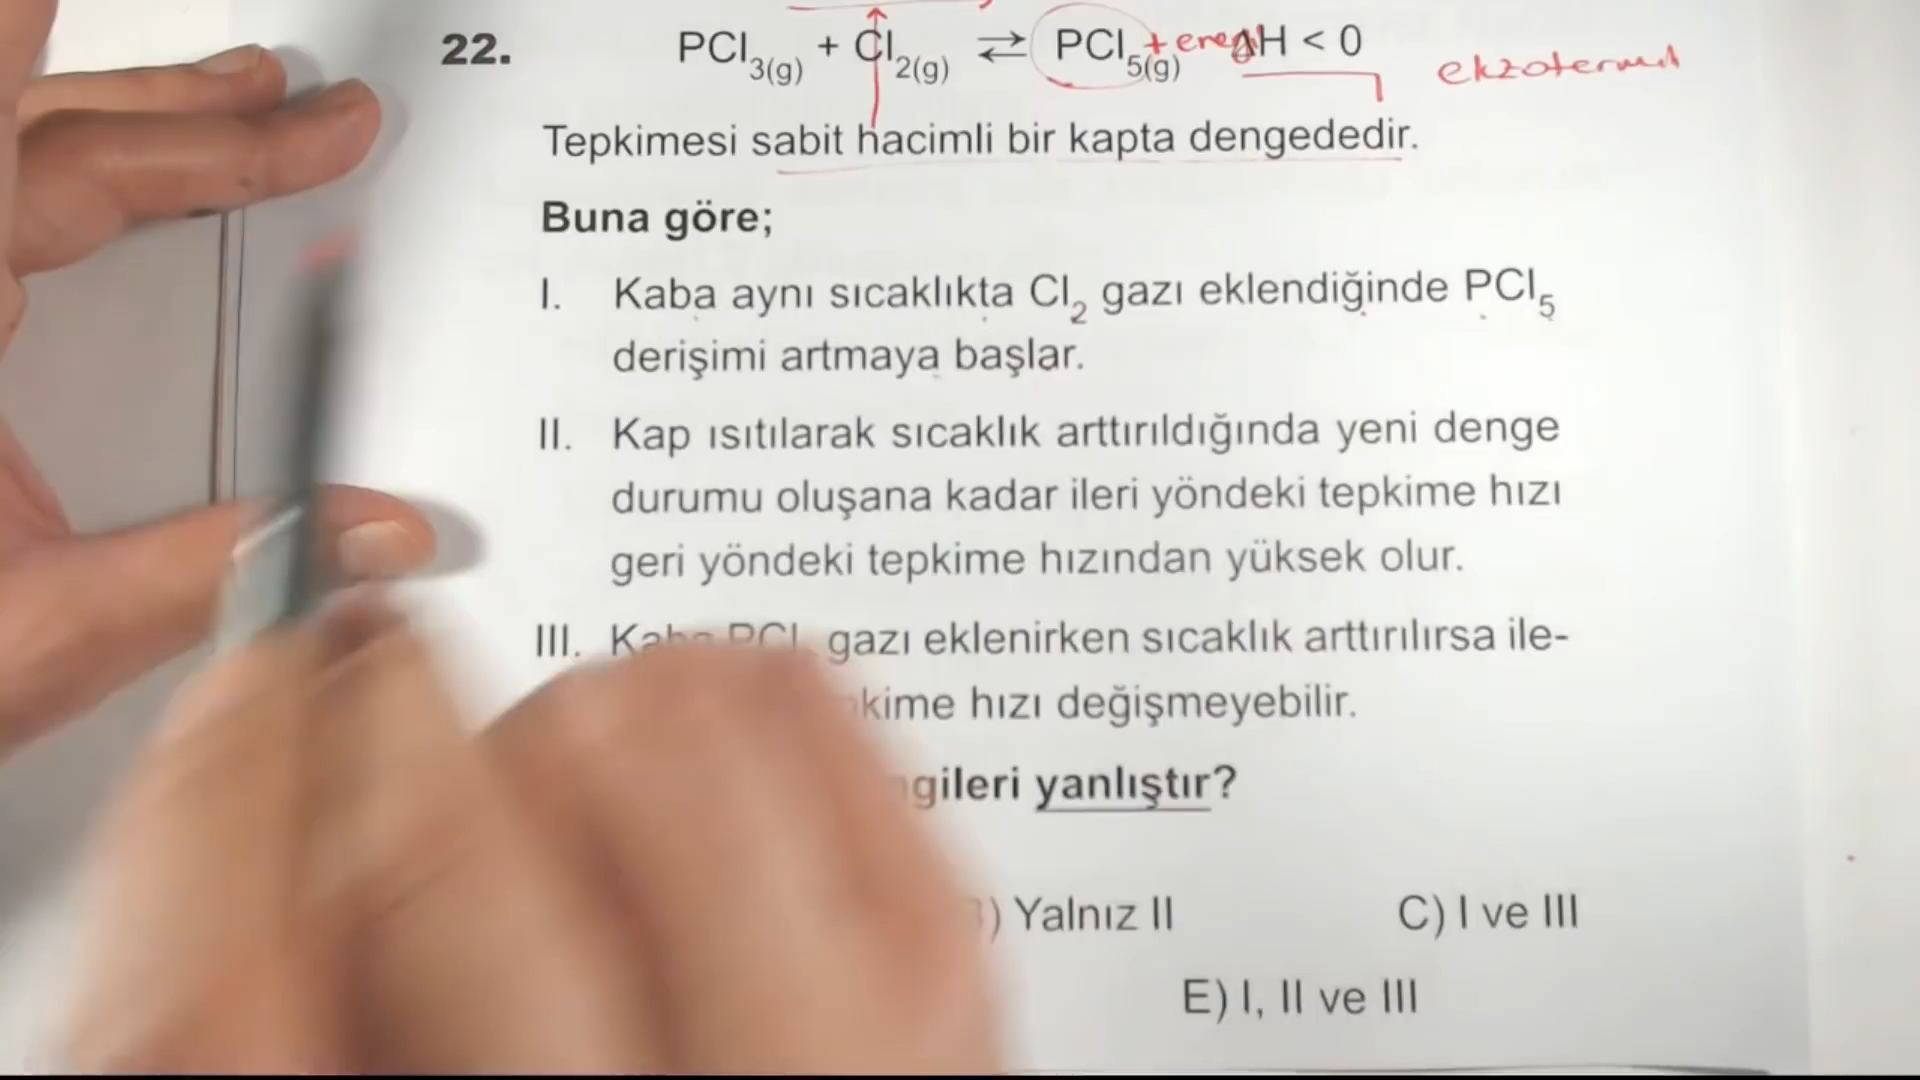 22. PCl3(g) + Cl2(g) ⇄ PCl5(g) + ΔH < 0 ekzotermik
Tepkimesi sabit hacimli bir kapta dengededir.
Buna göre;
I. Kaba aynı sıcaklıkta Cl2 gazı eklendiğinde PCl5
derişimi artmaya başlar.
II. Kap ısıtılarak sıcaklık arttırıldığında yeni denge
durumu oluşana kadar ileri yöndeki tepkime hızı
geri yöndeki tepkime hızından yüksek olur.
III. gazı eklenirken sıcaklık arttırılırsa ile-
kime hızı değişmeyebilir.
gileri yanlıştır?
) Yalnız II C) I ve III
E) I, II ve III